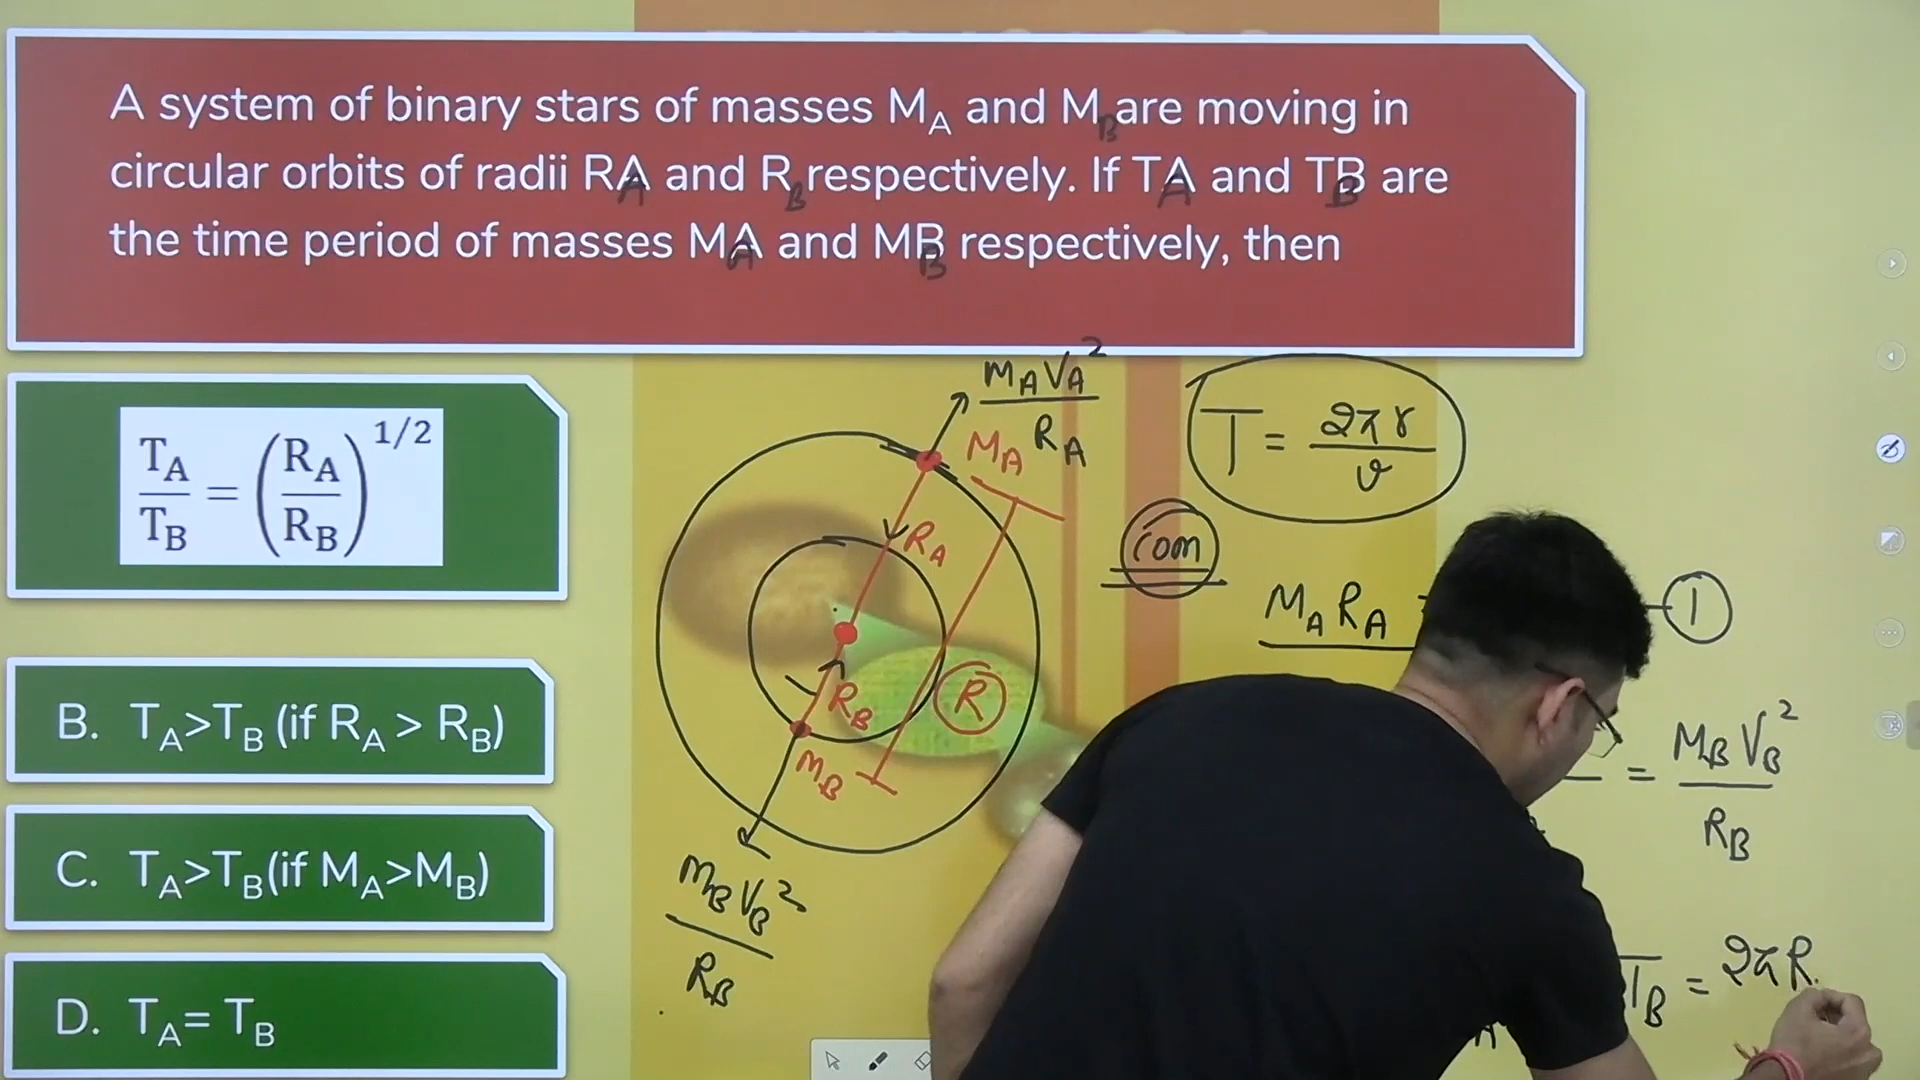 A system of binary stars of masses MA and M are moving in
B
circular orbits of radii RA and R respectively. If TA and TB are
A B A B
the time period of masses MA and MB respectively, then
A B
TA/TB = (RA/RB)^1/2
B. TA>TB (if RA > RB)
C. TA>TB(if MA>MB)
D. TA= TB
MAVA²/RA
MA
RA
R
RB
MB
MBVB²/RB
T = 2πr/v
Com
MARA
1
= MBVB²/RB
TB = 2πR